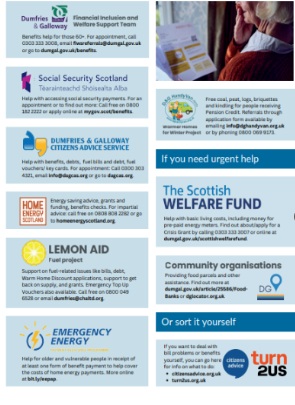 Dumfries
& Galloway
Financial Inclusion and
Welfare Support Team
Benefits help for those 60+. For appointment, call
0303 333 3008, email fiwsreferrals@dumgal.gov.uk
or go to dumgal.gov.uk/benefits.
Social Security Scotland
Tèarainteachd Shòisealta Alba
Help with accessing social security payments. For an
appointment or to find out more: Call free on 0800
182 2222 or apply online at mygov.scot/benefits.
DUMFRIES & GALLOWAY
CITIZENS ADVICE SERVICE
Help with benefits, debts, fuel bills and debt, fuel
vouchers/ key cards. For appointment: Call 0300 303
4321, email info@dagcas.org or go to dagcas.org.
HOME
ENERGY
SCOTLAND
Energy saving advice, grants and
funding, benefits checks. For impartial
advice: call free on 0808 808 2282 or go
to homeenergyscotland.org.
LEMON AID
Fuel project
Support on fuel-related issues like bills, debt,
Warm Home Discount applications, support to get
back on supply, and grants. Emergency Top Up
Vouchers also available. Call free on 0800 048
or email dumfries@chsltd.org.
EMERGENCY
ENERGY
Help for older and vulnerable people in receipt of
at least one form of benefit payment to help cover
the costs of home energy payments. More online
at
Warmer Homes
for Winter Project
Free coal, peat, logs, briquettes
and kindling for people receiving
Pension Credit. Referrals through
application form available by
emailing info@dghandyvan.org.uk
or by phoning 0800 069 9173.
If you need urgent help
The Scottish
WELFARE FUND
Help with basic living costs, including money for
pre-paid energy meters. Find out about/apply for a
Crisis Grant by calling 0303 333 3007 or online at
dumgal.gov.uk/scottishwelfarefund.
Community organisations
Providing food parcels and other
assistance. Find out more at
dumgal.gov.uk/article/25586/Food-
Banks or dglocator.org.uk.
DG
Or sort it yourself
If you want to deal with
bill problems or benefits
yourself, you can go here
for info on what to do:
• citizensadvice.org.uk
• turn2us.org.uk
citizens
advice
turn
2US